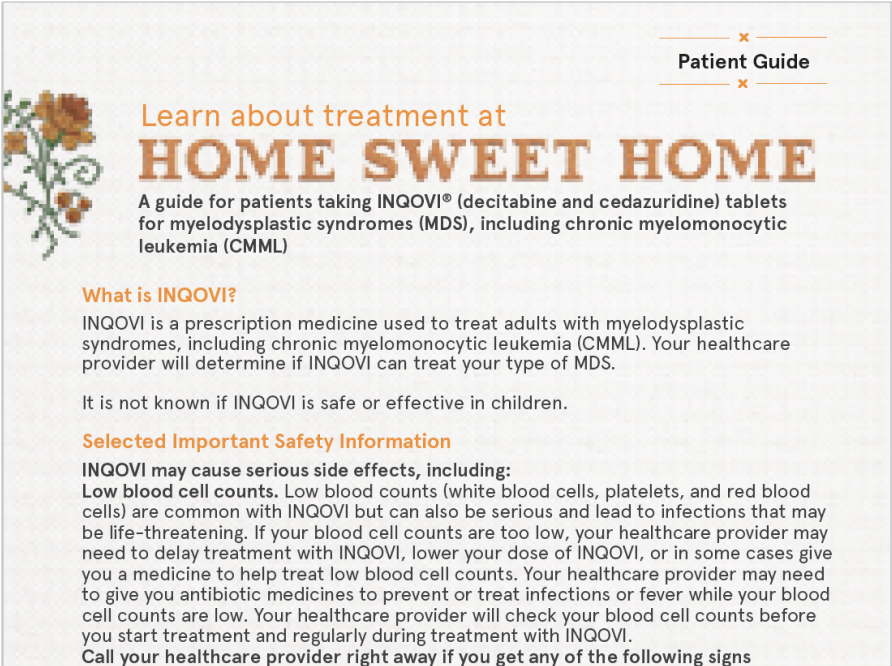 Patient Guide
Learn about treatment at
HOME SWEET HOME
A guide for patients taking INQOVI® (decitabine and cedazuridine) tablets
for myelodysplastic syndromes (MDS), including chronic myelomonocytic
leukemia (CMML)
What is INQOVI?
INQOVI is a prescription medicine used to treat adults with myelodysplastic
syndromes, including chronic myelomonocytic leukemia (CMML). Your healthcare
provider will determine if INQOVI can treat your type of MDS.
It is not known if INQOVI is safe or effective in children.
Selected Important Safety Information
INQOVI may cause serious side effects, including:
Low blood cell counts. Low blood counts (white blood cells, platelets, and red blood
cells) are common with INQOVI but can also be serious and lead to infections that may
be life-threatening. If your blood cell counts are too low, your healthcare provider may
need to delay treatment with INQOVI, lower your dose of INQOVI, or in some cases give
you a medicine to help treat low blood cell counts. Your healthcare provider may need
to give you antibiotic medicines to prevent or treat infections or fever while your blood
cell counts are low. Your healthcare provider will check your blood cell counts before
you start treatment and regularly during treatment with INQOVI.
Call your healthcare provider right away if you get any of the following signs